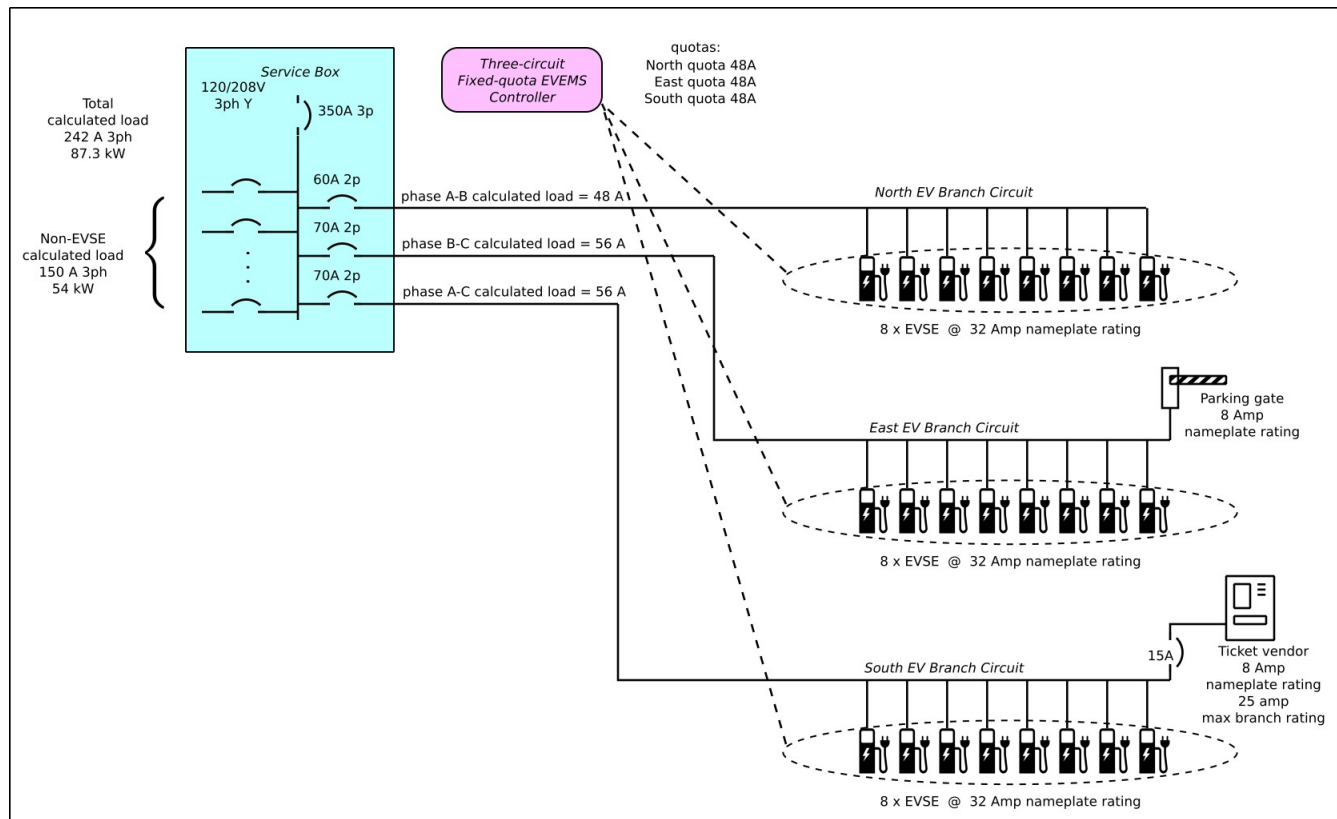 Service Box
120/208V
3ph Y
350A 3p
Total
calculated load
242 A 3ph
87.3 kW
Non-EVSE
calculated load
150 A 3ph
54 kW
60A 2p
70A 2p
70A 2p
Three-circuit
Fixed-quota EVEMS
Controller
quotas:
North quota 48A
East quota 48A
South quota 48A
phase A-B calculated load = 48 A
phase B-C calculated load = 56 A
phase A-C calculated load = 56 A
North EV Branch Circuit
8 x EVSE @ 32 Amp nameplate rating
East EV Branch Circuit
Parking gate
8 Amp
nameplate rating
8 x EVSE @ 32 Amp nameplate rating
South EV Branch Circuit
15A
Ticket vendor
8 Amp
nameplate rating
25 amp
max branch rating
8 x EVSE @ 32 Amp nameplate rating